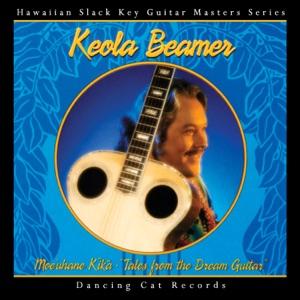 Hawaiian Slack Key Guitar Masters Series
Keola Beamer
Moe'uhane Kīkā - "Tales from the Dream Guitar"
Dancing Cat Records